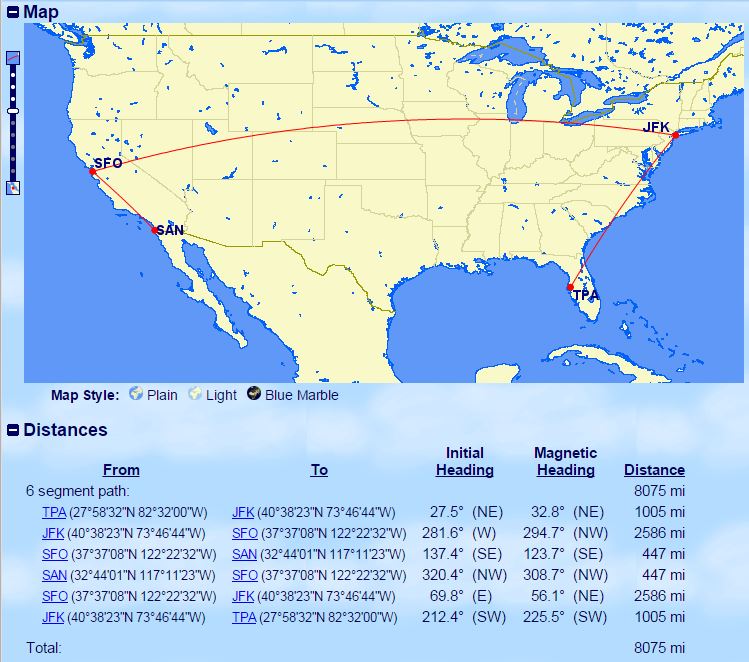 Map
JFK
SFO
SAN
TPA
Map Style: Plain Light Blue Marble
Distances
Initial Magnetic
From To Heading Heading Distance
6 segment path: 8075 mi
TPA (27°58'32"N 82°32'00"W) JFK (40°38'23"N 73°46'44"W) 27.5° (NE) 32.8° (NE) 1005 mi
JFK (40°38'23"N 73°46'44"W) SFO (37°37'08"N 122°22'32"W) 281.6° (W) 294.7° (NW) 2586 mi
SFO (37°37'08"N 122°22'32"W) SAN (32°44'01"N 117°11'23"W) 137.4° (SE) 123.7° (SE) 447 mi
SAN (32°44'01"N 117°11'23"W) SFO (37°37'08"N 122°22'32"W) 320.4° (NW) 308.7° (NW) 447 mi
SFO (37°37'08"N 122°22'32"W) JFK (40°38'23"N 73°46'44"W) 69.8° (E) 56.1° (NE) 2586 mi
JFK (40°38'23"N 73°46'44"W) TPA (27°58'32"N 82°32'00"W) 212.4° (SW) 225.5° (SW) 1005 mi
Total: 8075 mi